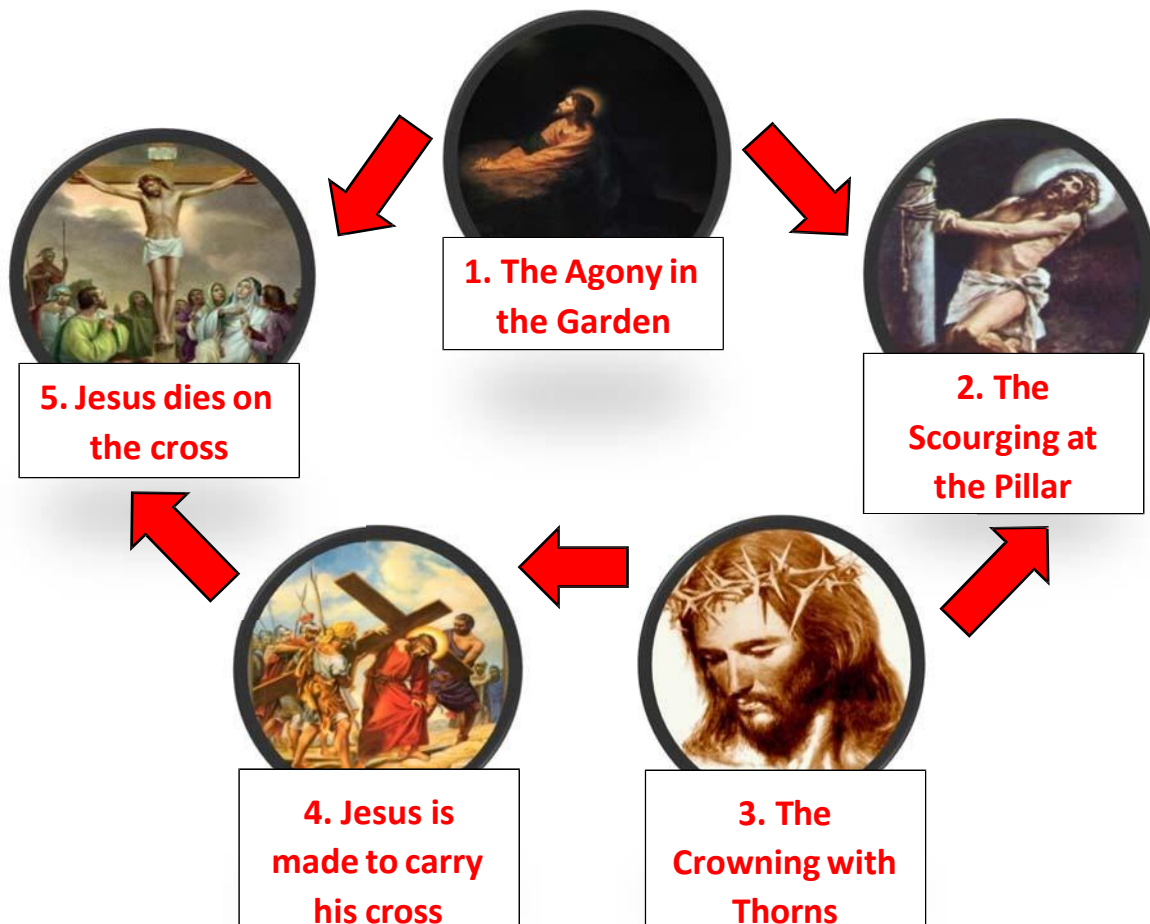 1. The Agony in
the Garden
2. The
Scourging at
the Pillar
3. The
Crowning with
Thorns
4. Jesus is
made to carry
his cross
5. Jesus dies on
the cross